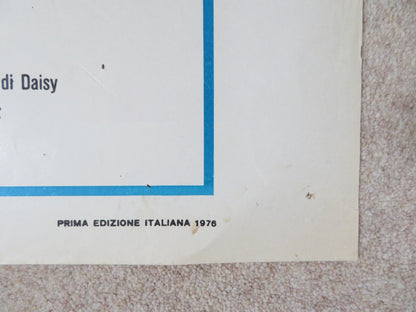 di Daisy
PRIMA EDIZIONE ITALIANA 1976